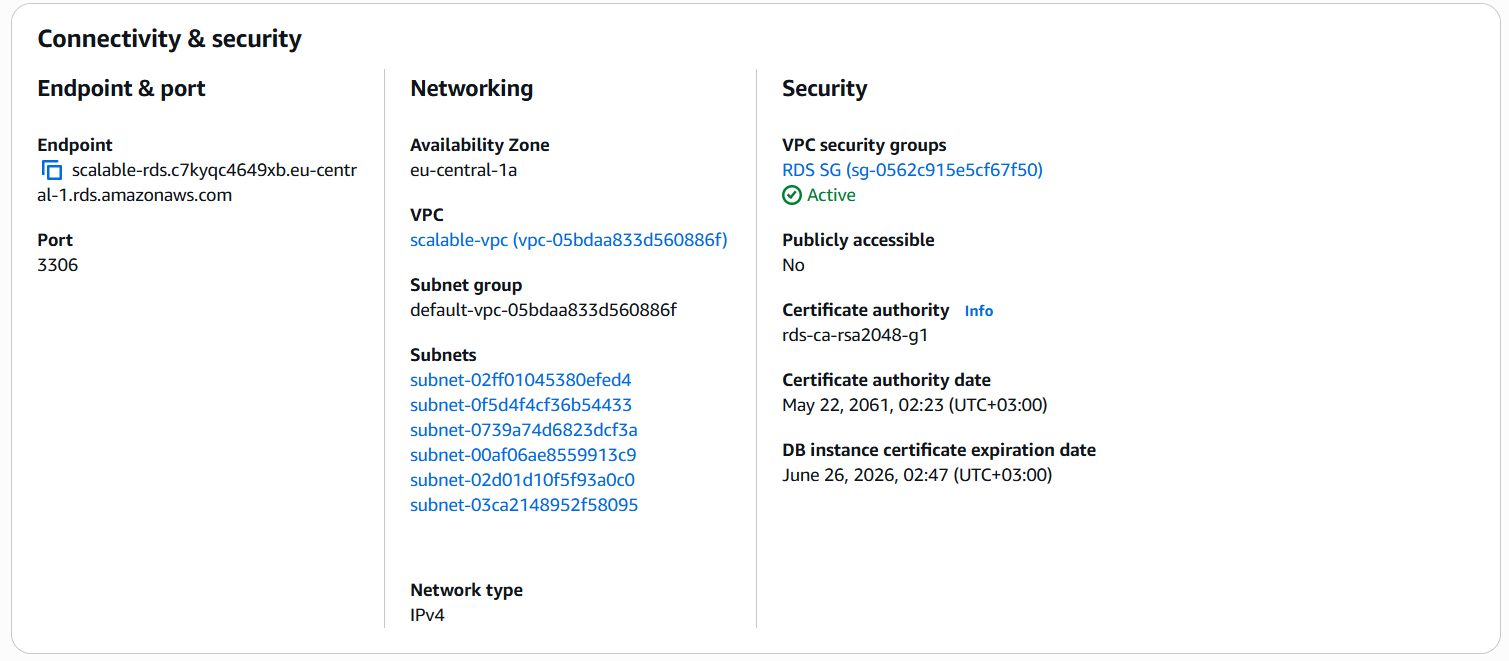 Connectivity & security
Endpoint & port
Endpoint
scalable-rds.c7kyqc4649xb.eu-centr
al-1.rds.amazonaws.com
Port
3306
Networking
Availability Zone
eu-central-1a
VPC
scalable-vpc (vpc-05bdaa833d560886f)
Subnet group
default-vpc-05bdaa833d560886f
Subnets
subnet-02ff01045380efed4
subnet-0f5d4f4cf36b54433
subnet-0739a74d6823dcf3a
subnet-00af06ae8559913c9
subnet-02d01d10f5f93a0c0
subnet-03ca2148952f58095
Network type
IPv4
Security
VPC security groups
RDS SG (sg-0562c915e5cf67f50)
Active
Publicly accessible
No
Certificate authority Info
rds-ca-rsa2048-g1
Certificate authority date
May 22, 2061, 02:23 (UTC+03:00)
DB instance certificate expiration date
June 26, 2026, 02:47 (UTC+03:00)